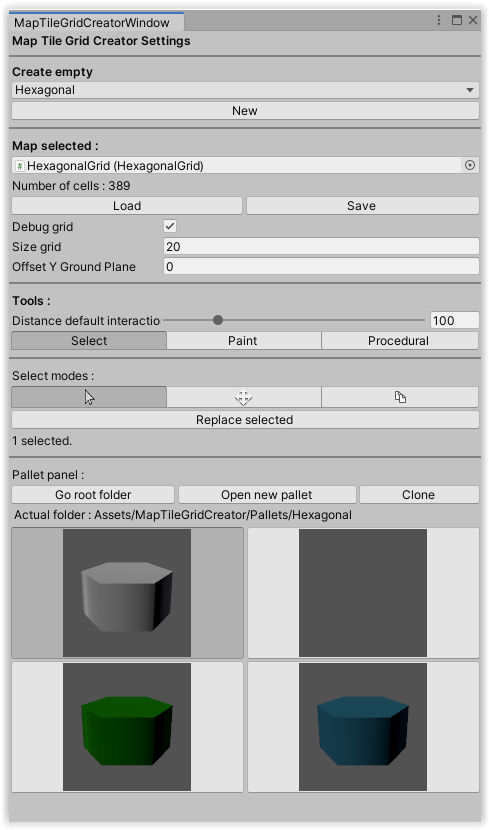 MapTileGridCreatorWindow
Map Tile Grid Creator Settings
Create empty
Hexagonal
New
Map selected :
# HexagonalGrid (HexagonalGrid)
Number of cells : 389
Load Save
Debug grid
Size grid 20
Offset Y Ground Plane 0
Tools :
Distance default interactio 100
Select Paint Procedural
Select modes :
Replace selected
1 selected.
Pallet panel :
Go root folder Open new pallet Clone
Actual folder : Assets/MapTileGridCreator/Pallets/Hexagonal